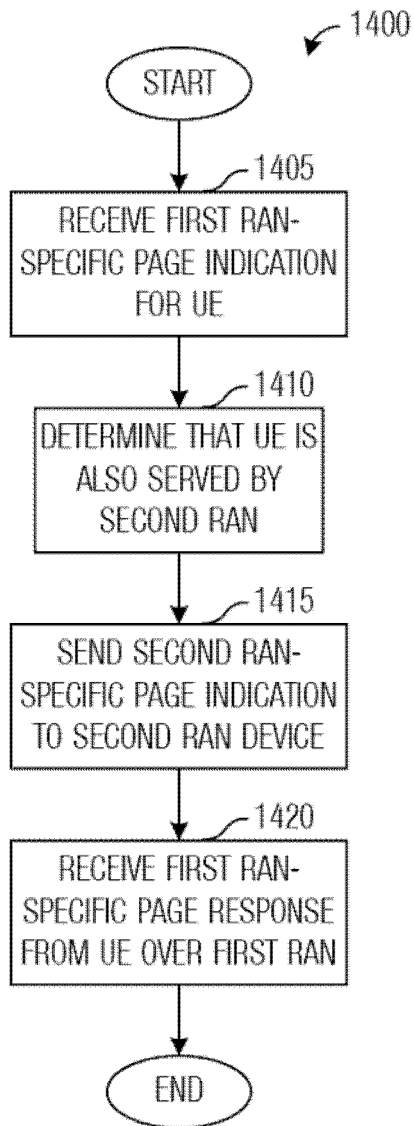 1400
START
1405
RECEIVE FIRST RAN-
SPECIFIC PAGE INDICATION
FOR UE
1410
DETERMINE THAT UE IS
ALSO SERVED BY
SECOND RAN
1415
SEND SECOND RAN-
SPECIFIC PAGE INDICATION
TO SECOND RAN DEVICE
1420
RECEIVE FIRST RAN-
SPECIFIC PAGE RESPONSE
FROM UE OVER FIRST RAN
END